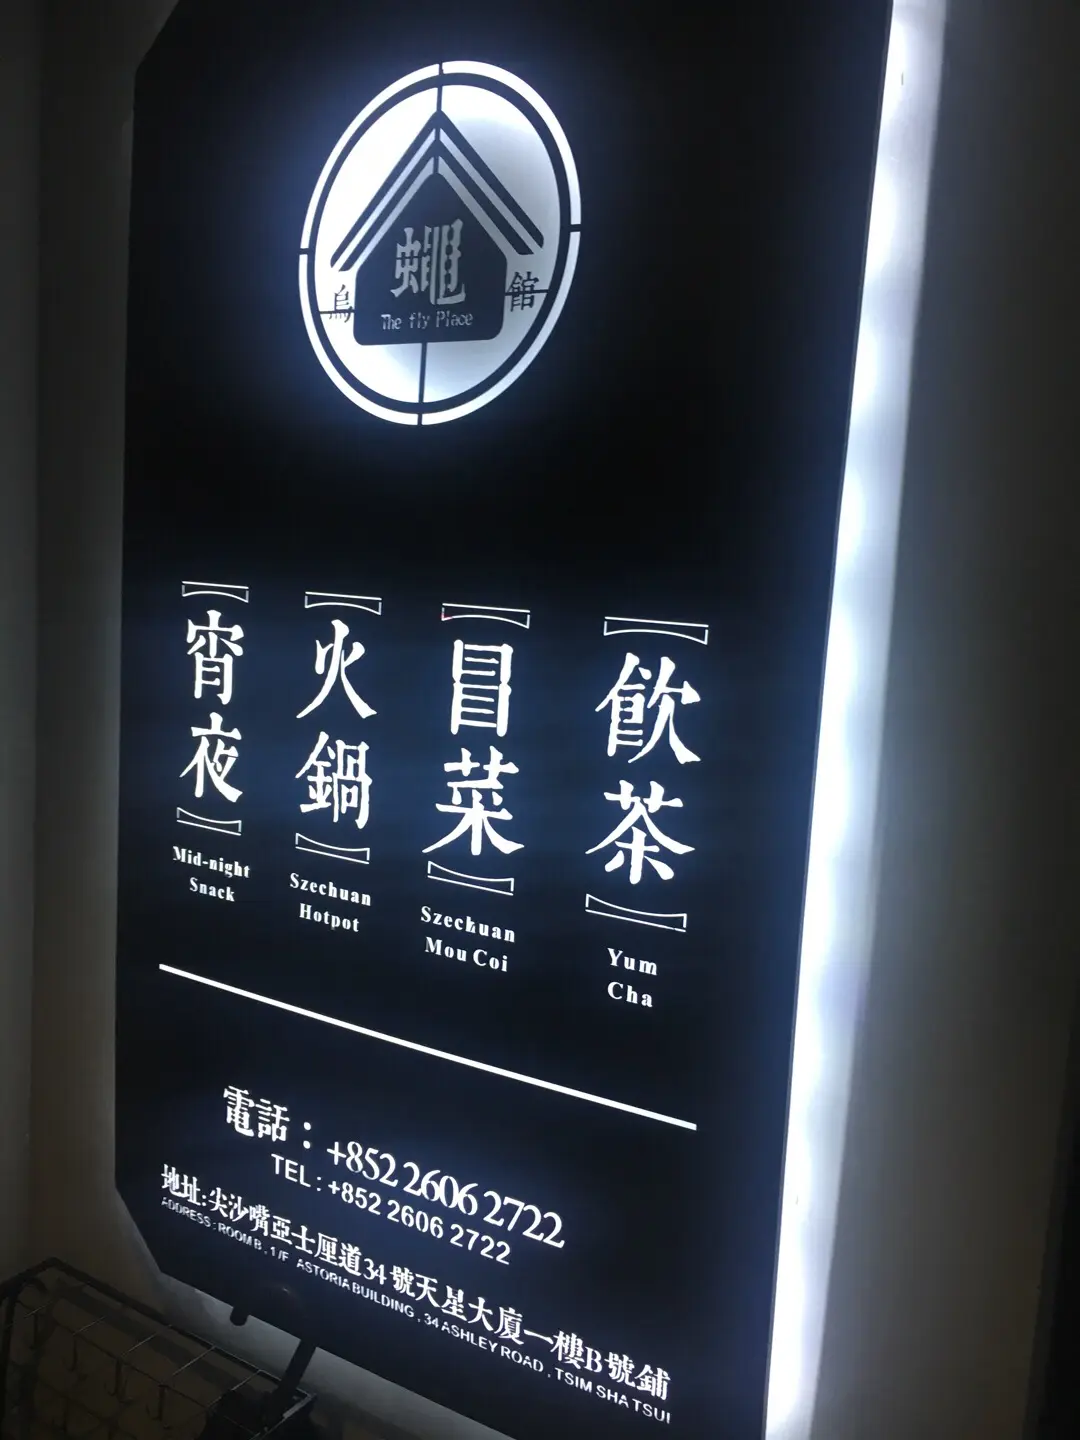 烏 蠅 館
The fly Place
宵夜
Mid-night
Snack
火鍋
Szechuan
Hotpot
冒菜
Szechuan
Mou Coi
飲茶
Yum
Cha
電話：+852 2606 2722
TEL : +852 2606 2722
地址:尖沙嘴亞士厘道34號天星大廈一樓B號鋪
ADDRESS : ROOM B , 1 /F ASTORIA BUILDING , 34 ASHLEY ROAD , TSIM SHA TSUI